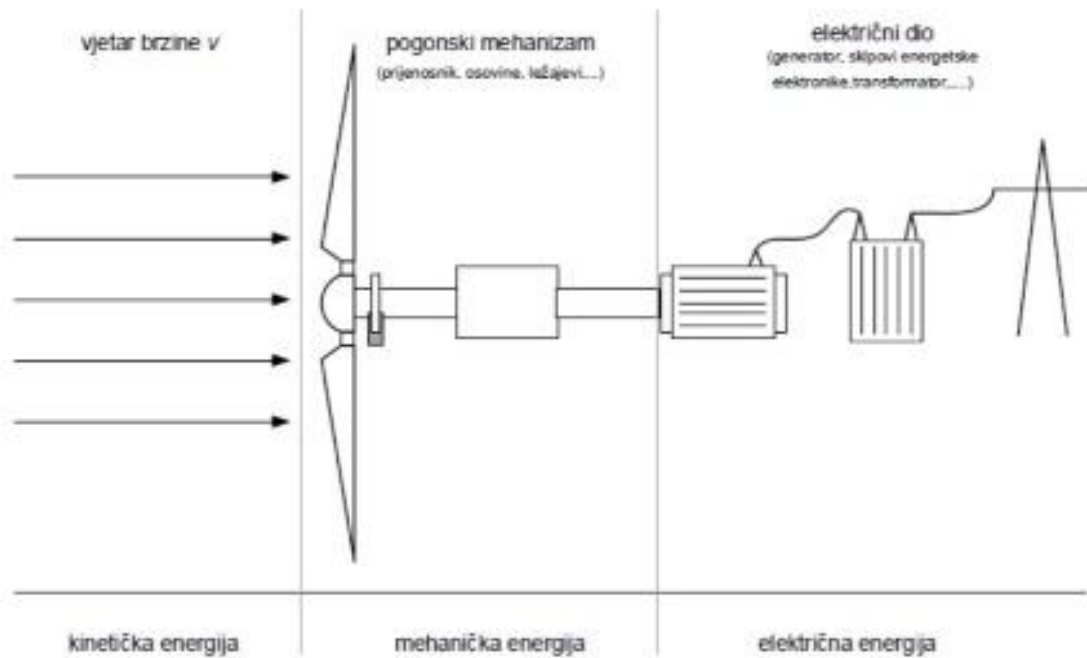 vjetar brzine v
pogonski mehanizam
(prijenosnik, osovine, ležajevi,...)
električni dio
(generator, sklpovi energetske
elektronike,transformator,.....)
kinetička energija
mehanička energija
električna energija